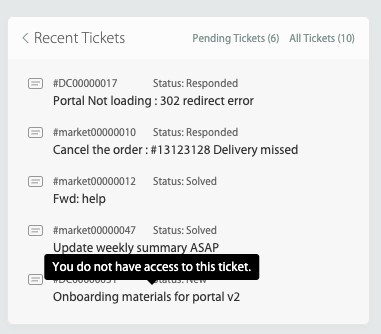 Recent Tickets Pending Tickets (6) All Tickets (10)
#DC00000017 Status: Responded
Portal Not loading : 302 redirect error
#market00000010 Status: Responded
Cancel the order : #13123128 Delivery missed
#market00000012 Status: Solved
Fwd: help
#market00000047 Status: Solved
Update weekly summary ASAP
You do not have access to this ticket.
Status: New
Onboarding materials for portal v2